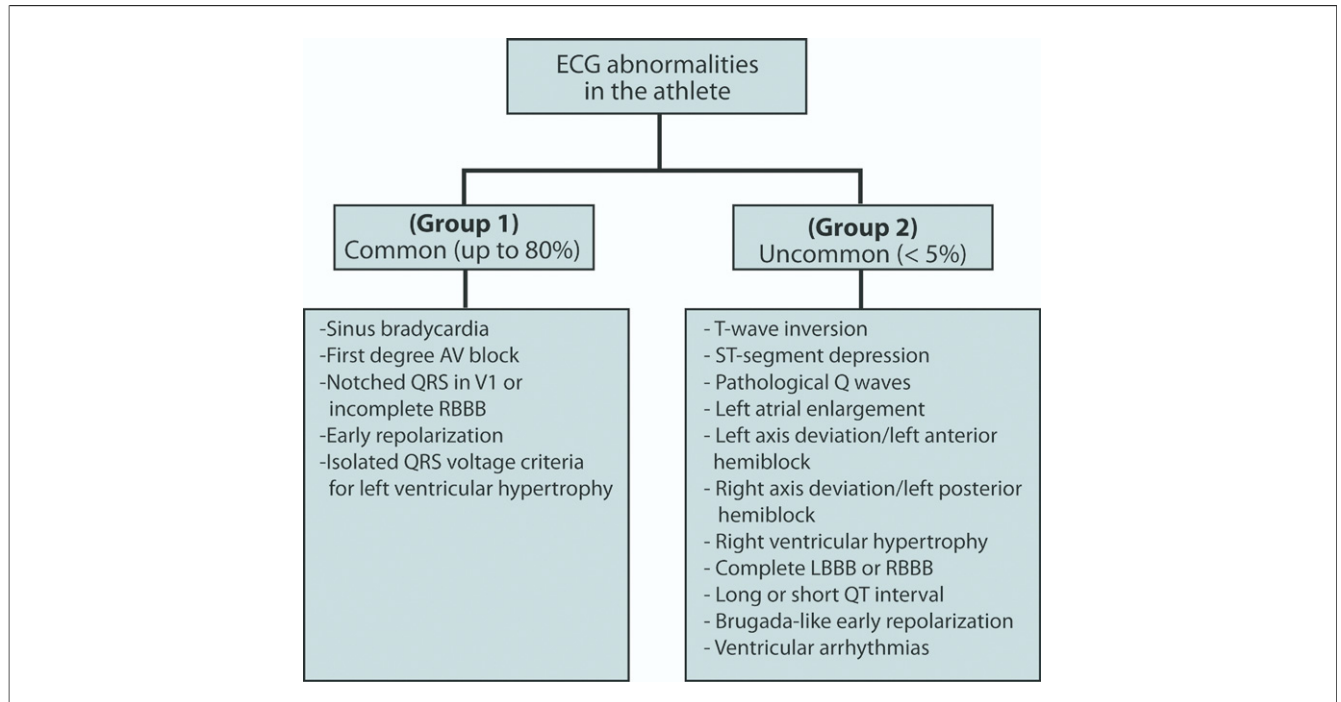 ECG abnormalities
in the athlete
(Group 1)
Common (up to 80%)
-Sinus bradycardia
-First degree AV block
-Notched QRS in V1 or
incomplete RBBB
-Early repolarization
-Isolated QRS voltage criteria
for left ventricular hypertrophy
(Group 2)
Uncommon (< 5%)
- T-wave inversion
- ST-segment depression
- Pathological Q waves
- Left atrial enlargement
- Left axis deviation/left anterior
hemiblock
- Right axis deviation/left posterior
hemiblock
- Right ventricular hypertrophy
- Complete LBBB or RBBB
- Long or short QT interval
- Brugada-like early repolarization
- Ventricular arrhythmias